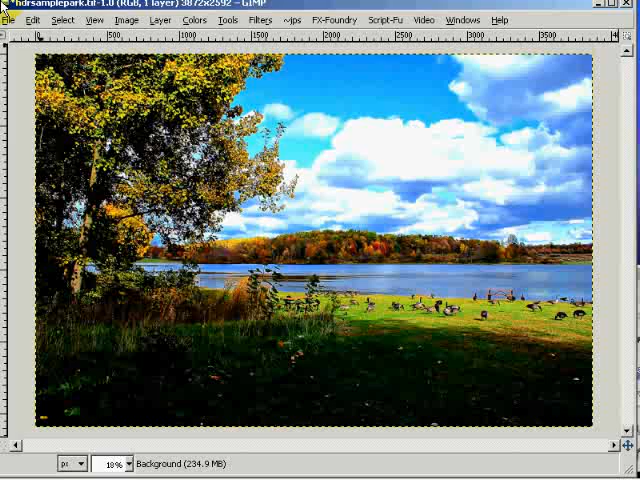 *hdrsamplepark.tif-1.0 (RGB, 1 layer) 3872x2592 – GIMP
File Edit Select View Image Layer Colors Tools Filters ~jps FX-Foundry Script-Fu Video Windows Help
0 500 1000 1500 2000 2500 3000 3500
px 18% Background (234.9 MB)